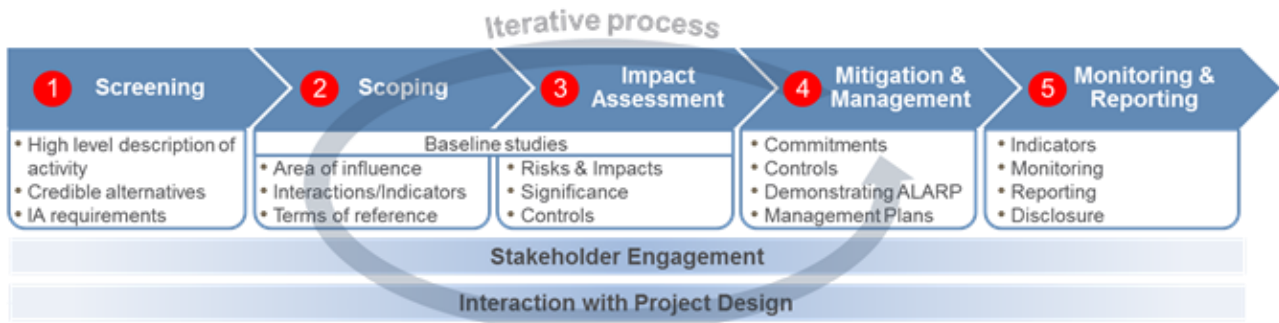 Iterative process
1 Screening
2 Scoping
3 Impact
Assessment
4 Mitigation &
Management
5 Monitoring &
Reporting
• High level description of
activity
• Credible alternatives
• IA requirements
Baseline studies
• Area of influence
• Interactions/Indicators
• Terms of reference
• Risks & Impacts
• Significance
• Controls
• Commitments
• Controls
• Demonstrating ALARP
• Management Plans
• Indicators
• Monitoring
• Reporting
• Disclosure
Stakeholder Engagement
Interaction with Project Design